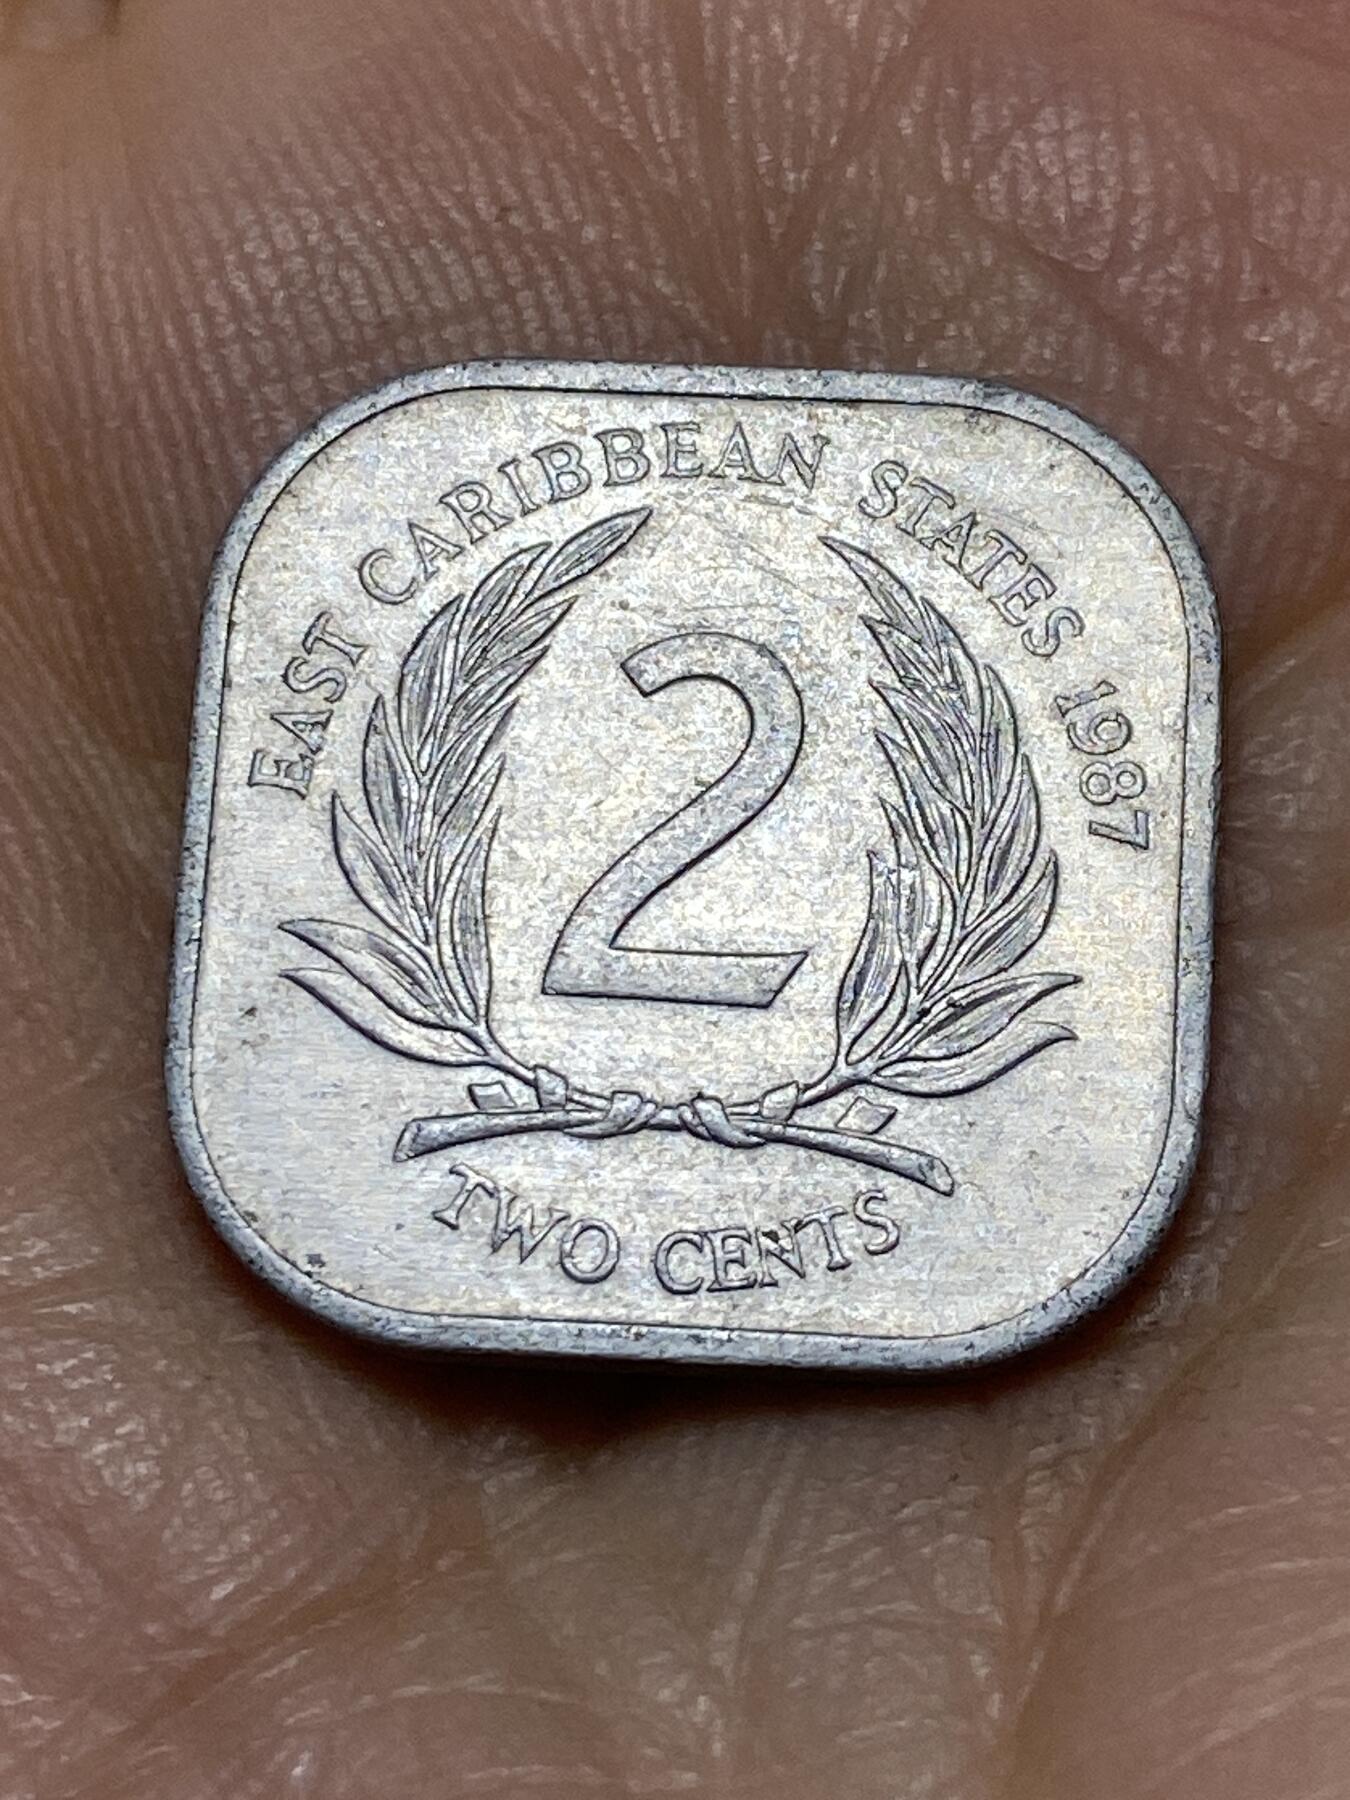 EAST CARIBBEAN STATES 1987
2
TWO CENTS